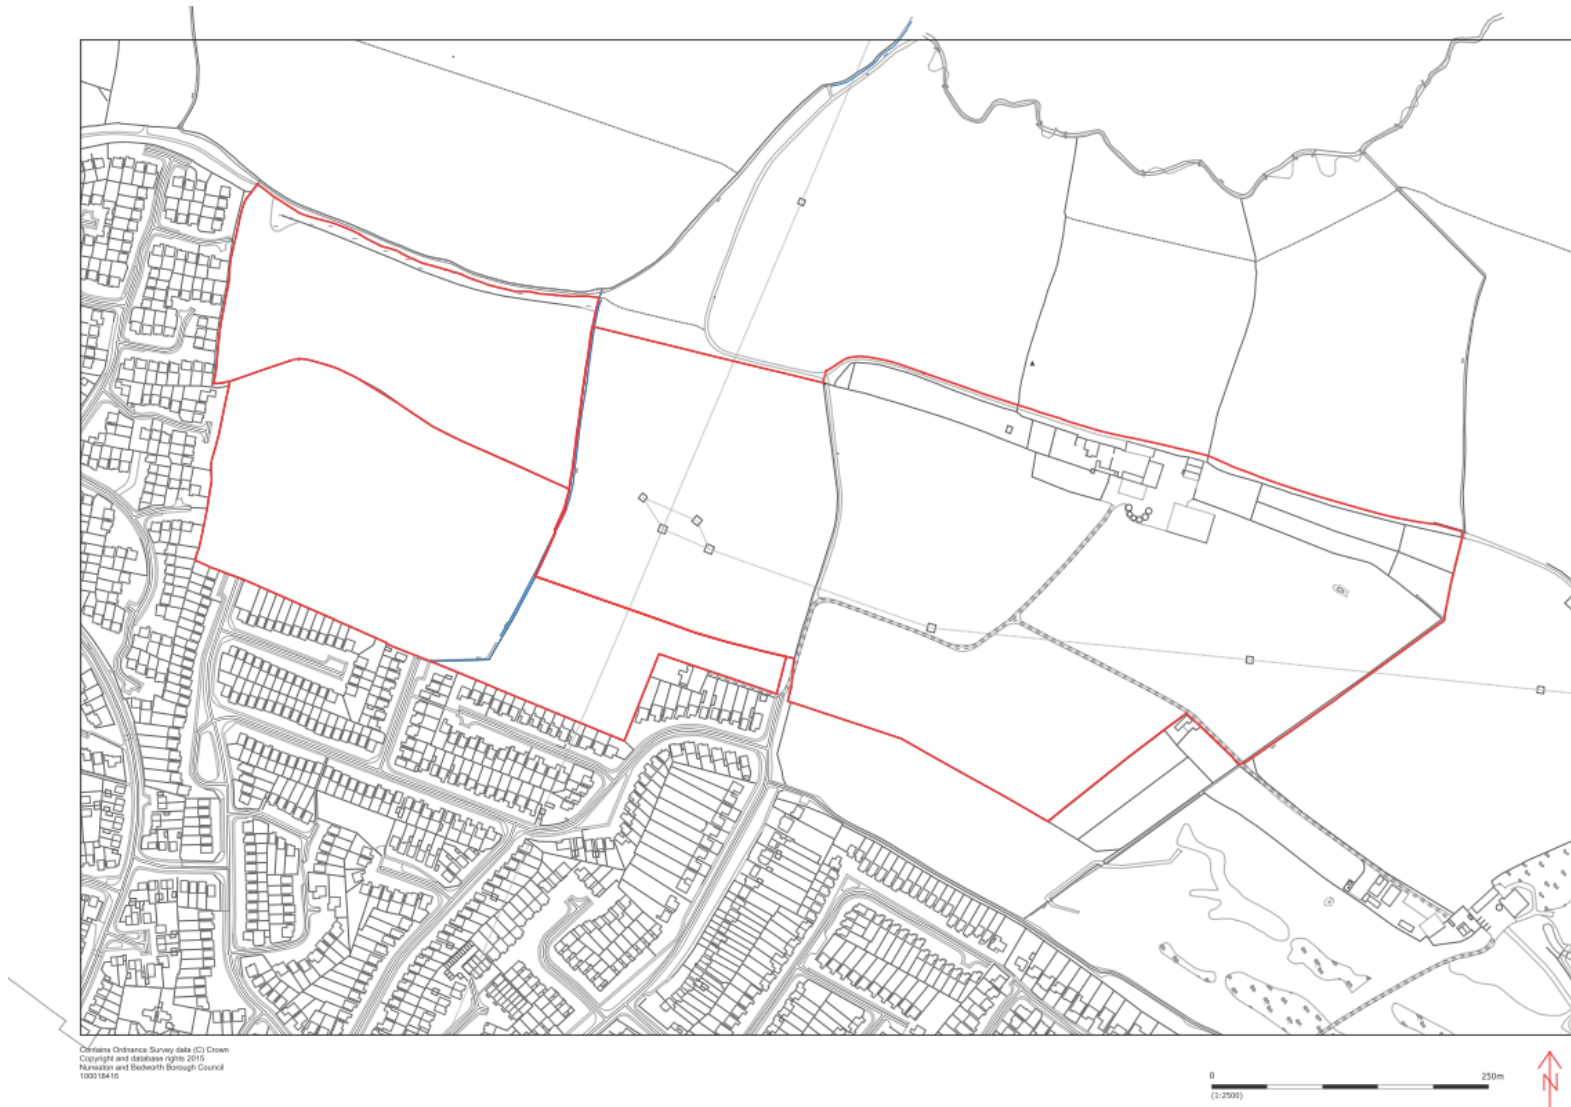 Contains Ordnance Survey data (C) Crown
Copyright and database rights 2015
Nuneaton and Bedworth Borough Council
100018416
0
250m
(1:2500)
N